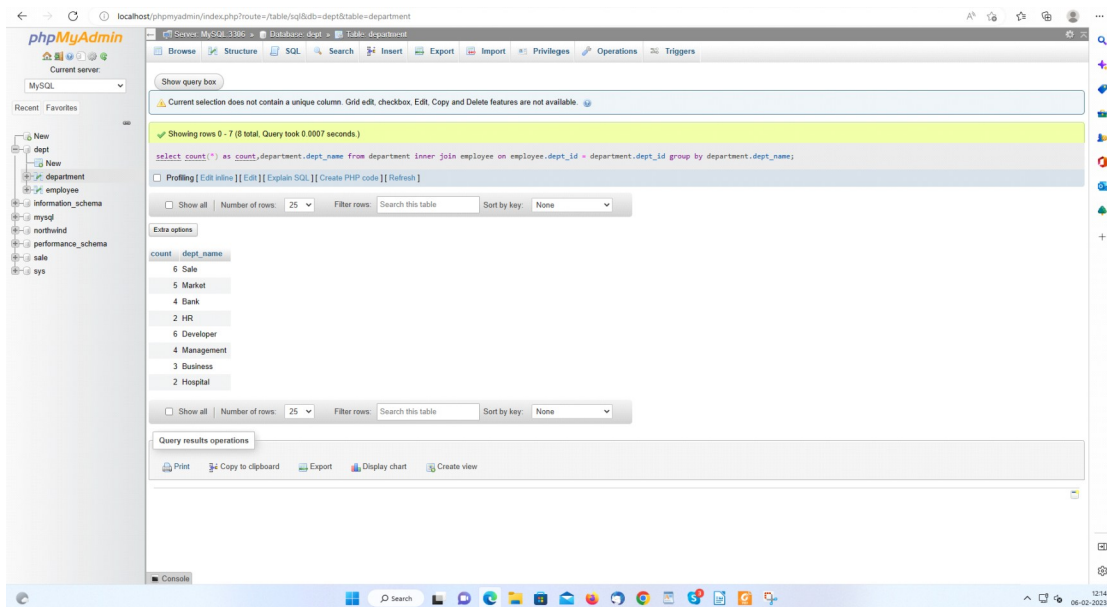 localhost/phpmyadmin/index.php?route=/table/sql&db=dept&table=department
phpMyAdmin
Current server:
MySQL
Recent Favorites
New
dept
New
department
employee
information_schema
mysql
northwind
performance_schema
sale
sys
Server: MySQL:3306 » Database: dept » Table: department
Browse Structure SQL Search Insert Export Import Privileges Operations Triggers
Show query box
Current selection does not contain a unique column. Grid edit, checkbox, Edit, Copy and Delete features are not available.
Showing rows 0 - 7 (8 total, Query took 0.0007 seconds.)
select count(*) as count,department.dept_name from department inner join employee on employee.dept_id = department.dept_id group by department.dept_name;
Profiling [ Edit inline ] [ Edit ] [ Explain SQL ] [ Create PHP code ] [ Refresh ]
Show all | Number of rows: 25 Filter rows: Search this table Sort by key: None
Extra options
count dept_name
6 Sale
5 Market
4 Bank
2 HR
6 Developer
4 Management
3 Business
2 Hospital
Show all | Number of rows: 25 Filter rows: Search this table Sort by key: None
Query results operations
Print Copy to clipboard Export Display chart Create view
Console
Search
12:14
06-02-2023